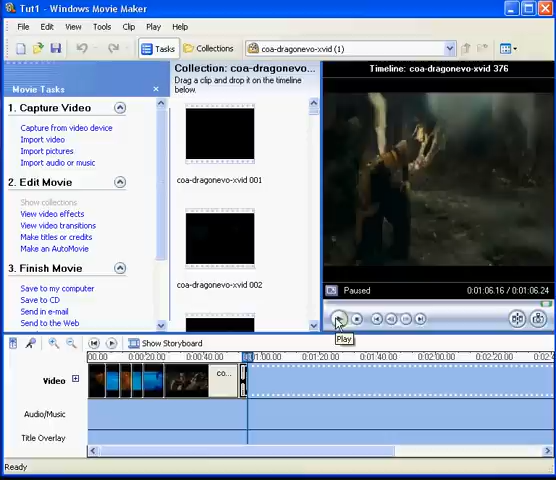 Tut1 - Windows Movie Maker
File Edit View Tools Clip Play Help
Tasks Collections coa-dragonevo-xvid (1)
Movie Tasks
1. Capture Video
Capture from video device
Import video
Import pictures
Import audio or music
2. Edit Movie
Show collections
View video effects
View video transitions
Make titles or credits
Make an AutoMovie
3. Finish Movie
Save to my computer
Save to CD
Send in e-mail
Send to the Web
Collection: coa-dragonevo-xvi...
Drag a clip and drop it on the timeline
below.
coa-dragonevo-xvid 001
coa-dragonevo-xvid 002
Timeline: coa-dragonevo-xvid 376
Paused 0:01:06.16 / 0:01:06.24
Play
Show Storyboard
00.00 0:00:20.00 0:00:40.00 0:01:00.00 0:01:20.00 0:01:40.00 0:02:00.00 0:02:20.00 0:02:4
Video
co...
Audio/Music
Title Overlay
Ready